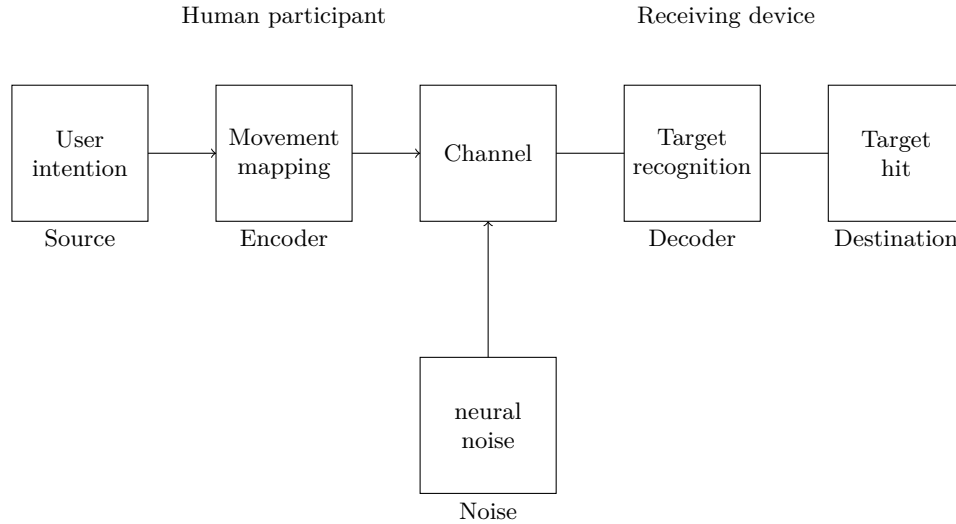 Human participant
Receiving device
User
intention
Movement
mapping
Channel
Target
recognition
Target
hit
Source
Encoder
Decoder
Destination
neural
noise
Noise